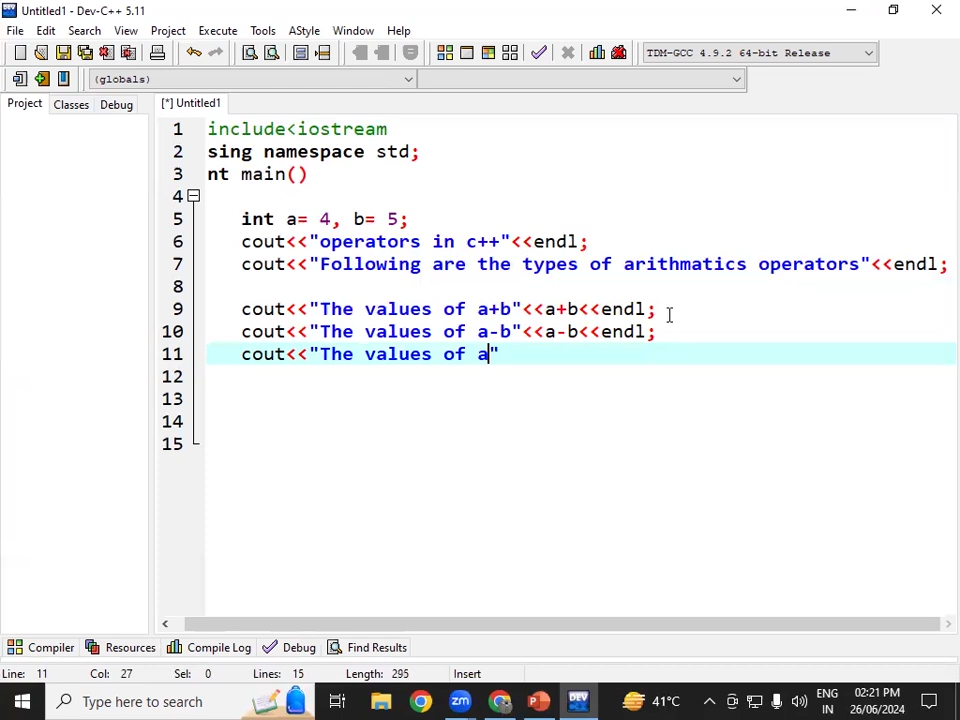 Untitled1 - Dev-C++ 5.11
File Edit Search View Project Execute Tools AStyle Window Help
TDM-GCC 4.9.2 64-bit Release
(globals)
Project Classes Debug [*] Untitled1
1 include<iostream
2 sing namespace std;
3 nt main()
4
5 int a= 4, b= 5;
6 cout<<"operators in c++"<<endl;
7 cout<<"Following are the types of arithmatics operators"<<endl;
8
9 cout<<"The values of a+b"<<a+b<<endl;
10 cout<<"The values of a-b"<<a-b<<endl;
11 cout<<"The values of a"
12
13
14
15
Compiler Resources Compile Log Debug Find Results
Line: 11 Col: 27 Sel: 0 Lines: 15 Length: 295 Insert
Type here to search zm 41°C ENG IN 02:21 PM 26/06/2024